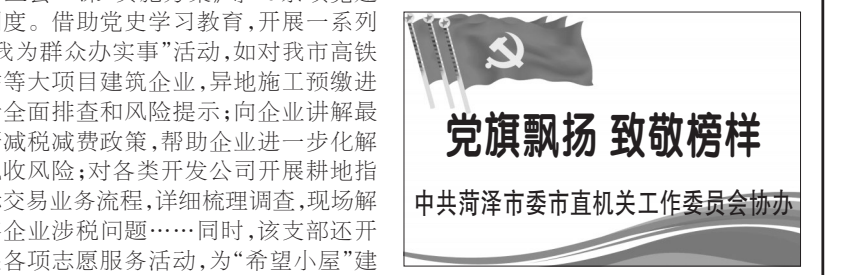 度。借助党史学习教育,开展一系列
我为群众办实事”活动,如对我市高铁
等大项目建筑企业,异地施工预缴进
全面排查和风险提示;向企业讲解最
减税减费政策,帮助企业进一步化解
收风险;对各类开发公司开展耕地指
交易业务流程,详细梳理调查,现场解
企业涉税问题……同时,该支部还开
各项志愿服务活动,为“希望小屋”建
党旗飘扬 致敬榜样
中共菏泽市委市直机关工作委员会协办